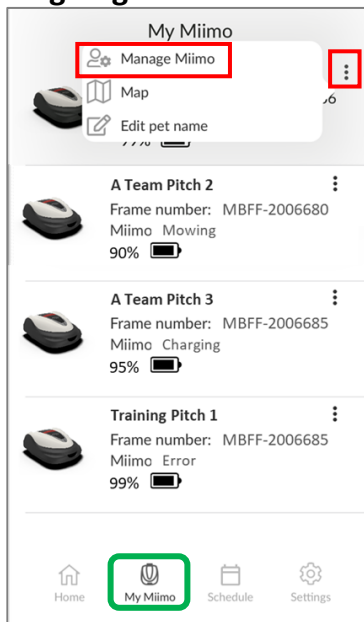 My Miimo
Manage Miimo
Map
Edit pet name
A Team Pitch 2
Frame number: MBFF-2006680
Miimo Mowing
90%
A Team Pitch 3
Frame number: MBFF-2006685
Miimo Charging
95%
Training Pitch 1
Frame number: MBFF-2006685
Miimo Error
99%
Home My Miimo Schedule Settings